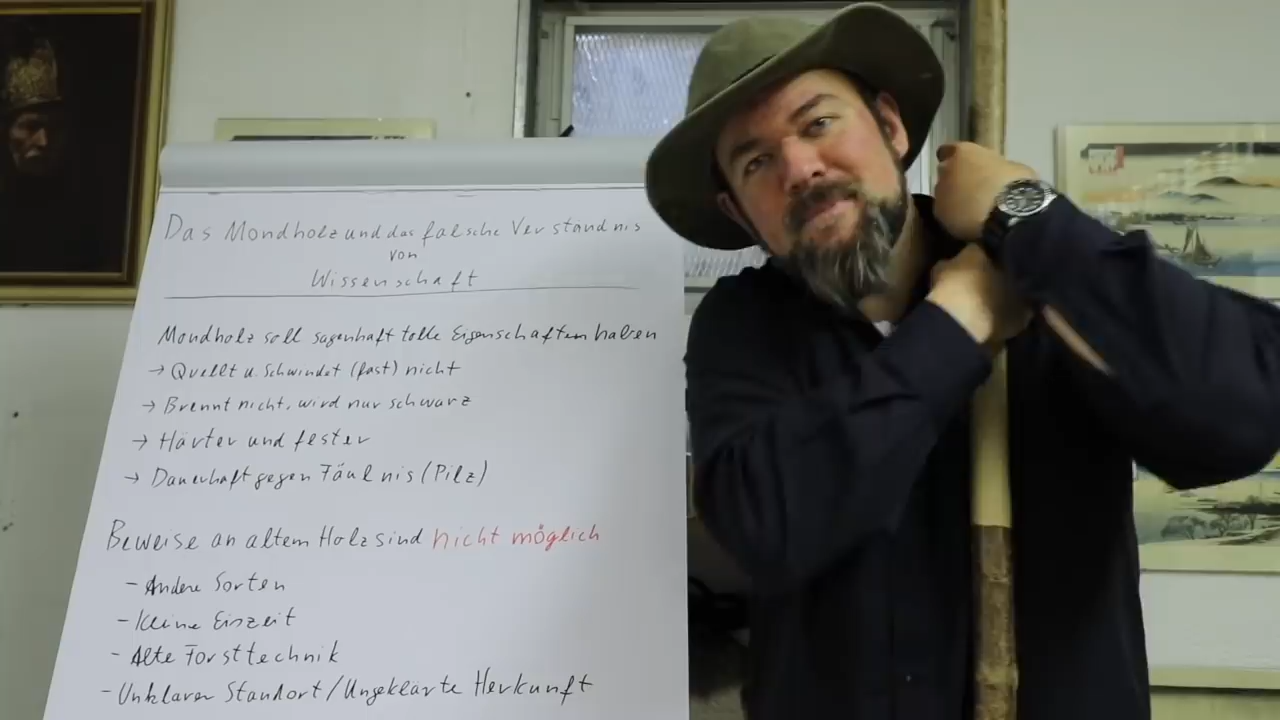 Das Mondholz und das falsche Verständnis
von
Wissenschaft
Mondholz soll sagenhaft tolle Eigenschaften haben
→ Quellt u. Schwindet (fast) nicht
→ Brennt nicht, wird nur schwarz
→ Härter und fester
→ Dauerhaft gegen Fäulnis (Pilz)
Beweise an altem Holz sind nicht möglich
- Andere Sorten
- Keine Eiszeit
- Alte Forsttechnik
- Unklarer Standort / Ungeklärte Herkunft